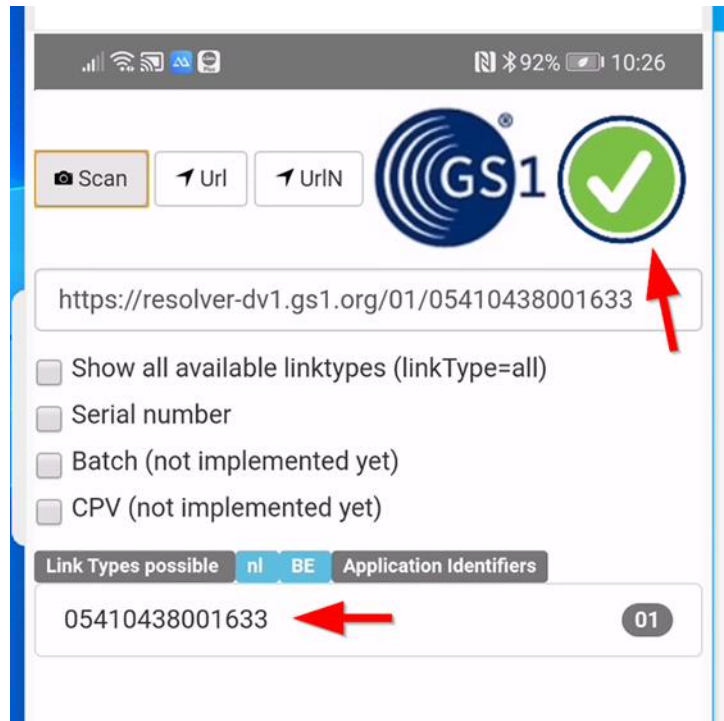 92% 10:26
Scan Url UrlN GS1®
https://resolver-dv1.gs1.org/01/05410438001633
Show all available linktypes (linkType=all)
Serial number
Batch (not implemented yet)
CPV (not implemented yet)
Link Types possible nl BE Application Identifiers
05410438001633 01